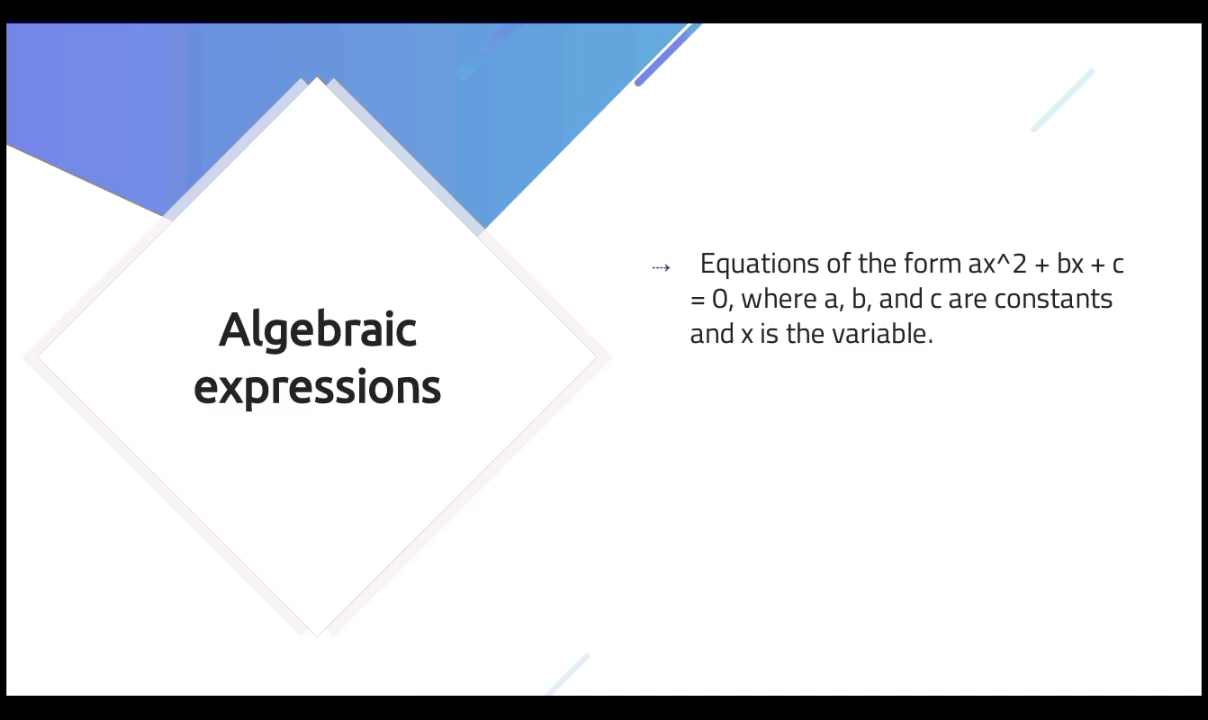 Algebraic
expressions
Equations of the form ax^2 + bx + c
= 0, where a, b, and c are constants
and x is the variable.